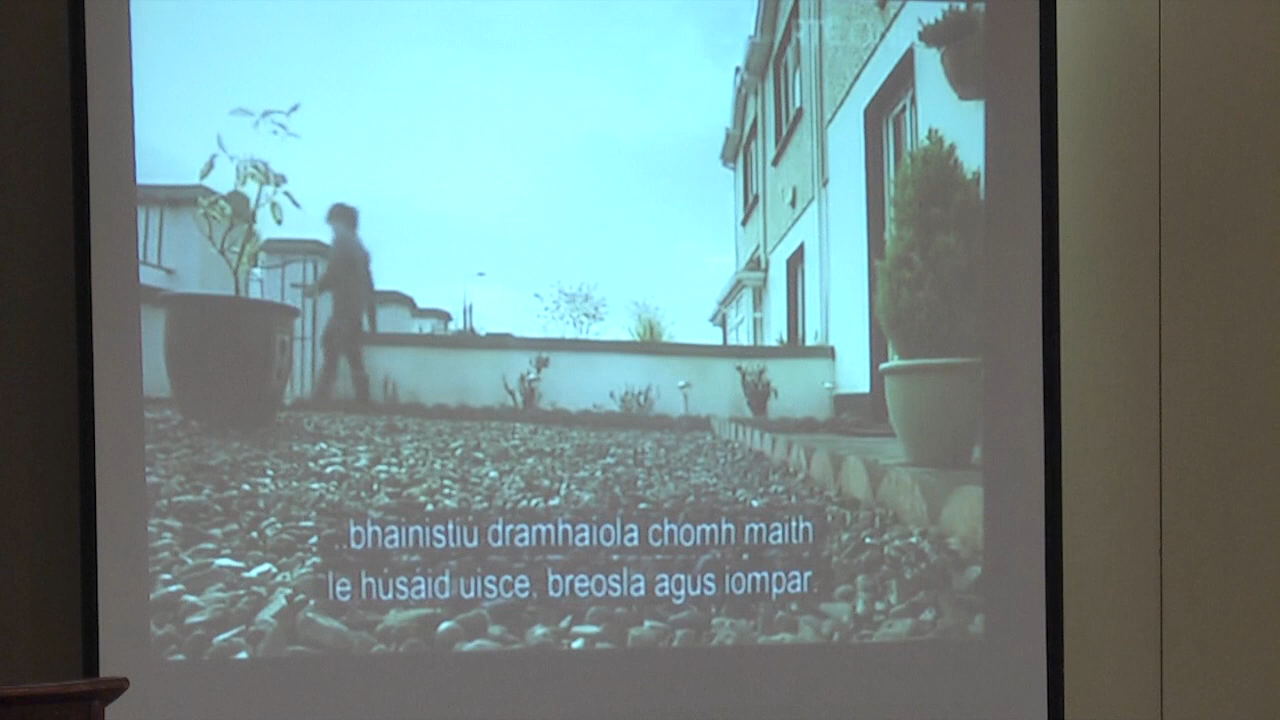 ..bhainistiú dramhaíola chomh maith
le húsáid uisce, breosla agus iompar.